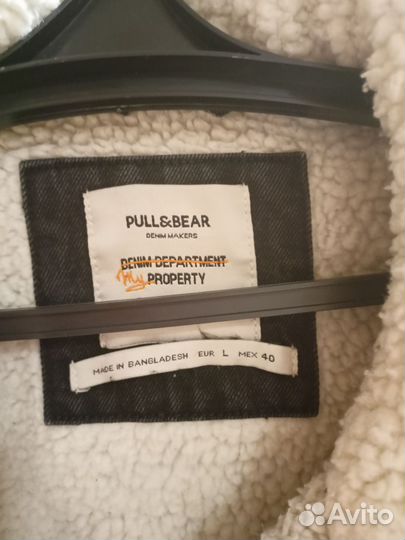 PULL&BEAR
DENIM MAKERS
DENIM DEPARTMENT
My PROPERTY
MADE IN BANGLADESH EUR L MEX 40
Avito